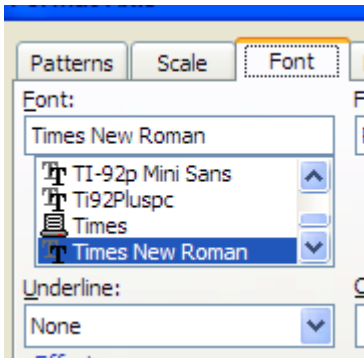 Patterns Scale Font
Font:
Times New Roman
TI-92p Mini Sans
Ti92Pluspc
Times
Times New Roman
Underline:
None